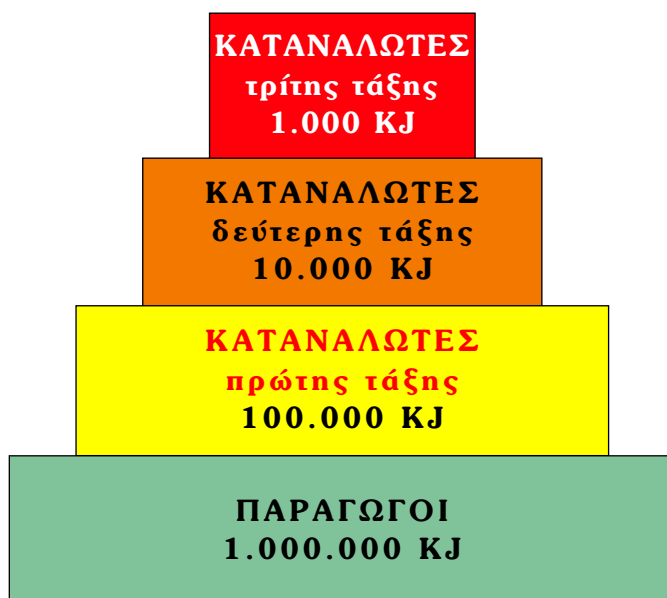 ΚΑΤΑΝΑΛΩΤΕΣ
τρίτης τάξης
1.000 KJ
ΚΑΤΑΝΑΛΩΤΕΣ
δεύτερης τάξης
10.000 KJ
ΚΑΤΑΝΑΛΩΤΕΣ
πρώτης τάξης
100.000 KJ
ΠΑΡΑΓΩΓΟΙ
1.000.000 KJ